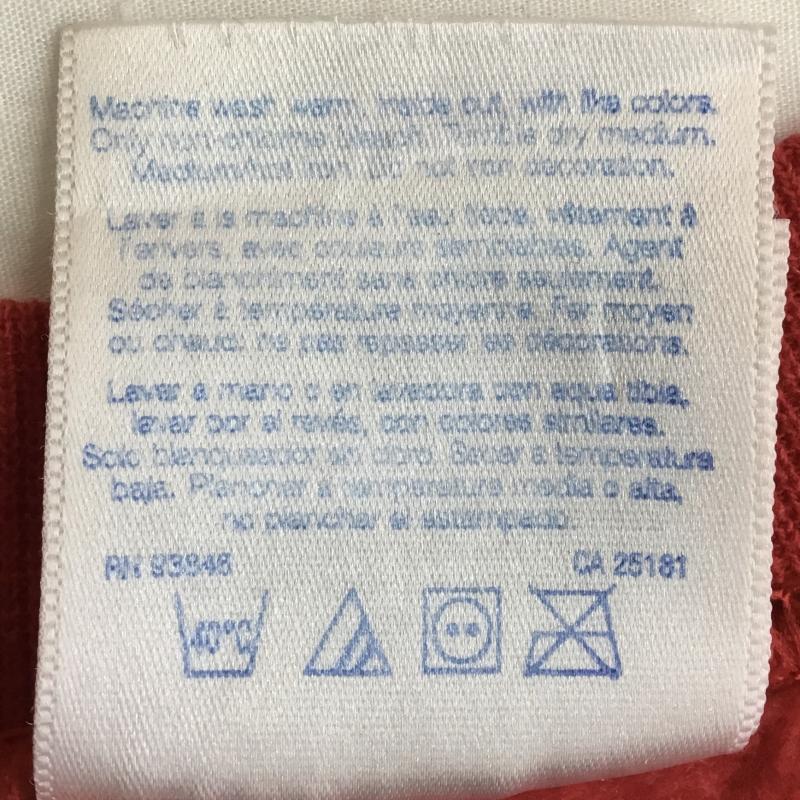 Machine wash warm, inside out, with like colors.
Only non-chlorine bleach. Tumble dry medium.
Medium/hot iron. Do not iron decoration.
Laver à la machine à l'eau tiède, vêtement à
l'envers, avec couleurs semblables. Agent
de blanchiment sans chlore seulement.
Sécher à température moyenne. Fer moyen
ou chaud. ne pas repasser les décorations.
Lavar a mano o en lavadora con agua tibia,
lavar por al revés, con colores similares.
Solo blanqueador sin cloro. Secar a temperatura
baja. Planchar a temperatura media o alta,
no planchar el estampado.
RN 93846 CA 25181
40°C